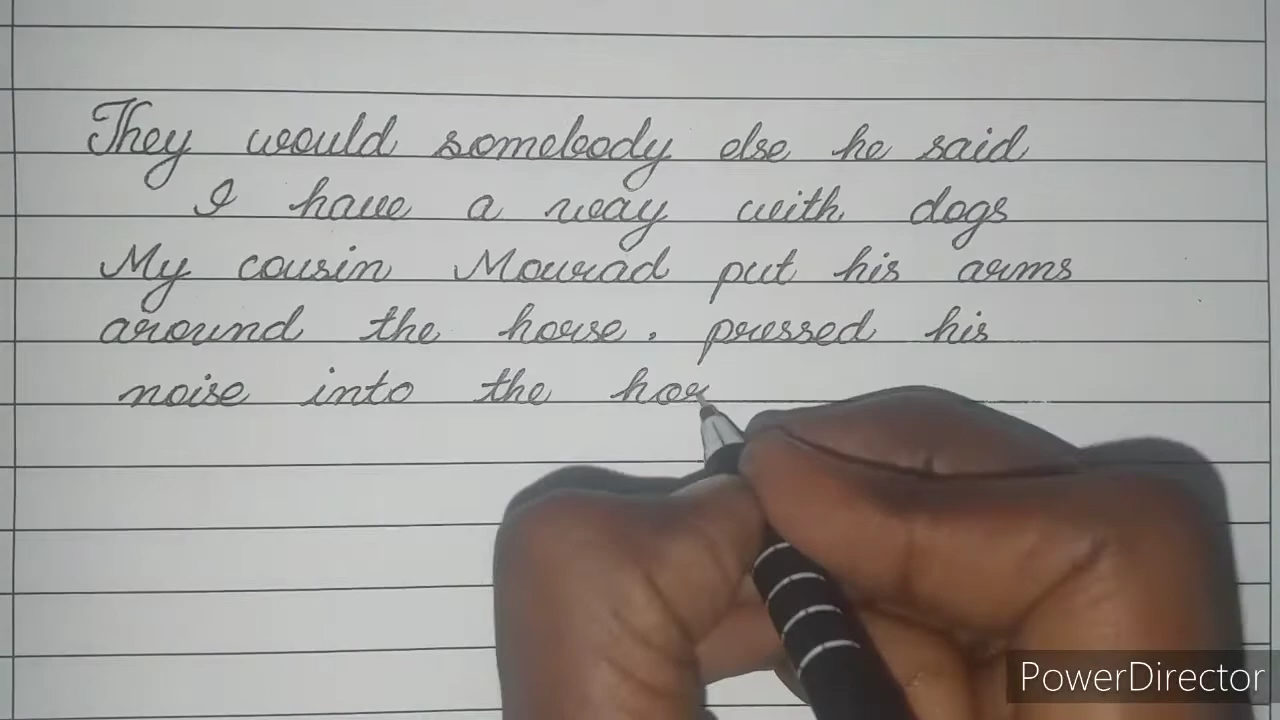 They would somebody else he said
I have a way with dogs
My cousin Mourad put his arms
around the horse. pressed his
noise into the hors
PowerDirector